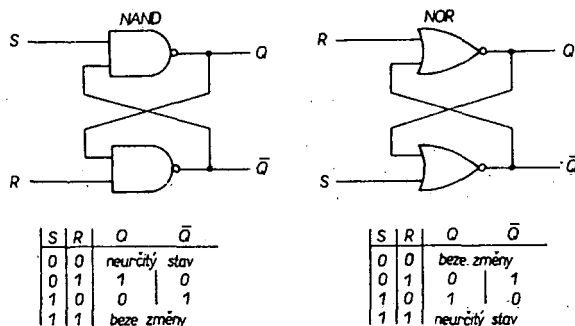 NAND
S
Q
R
Q̄
S R Q Q̄
0 0 neurčitý stav
0 1 1 0
1 0 0 1
1 1 beze změny
NOR
R
Q
S
Q̄
S R Q Q̄
0 0 beze změny
0 1 0 1
1 0 1 0
1 1 neurčitý stav